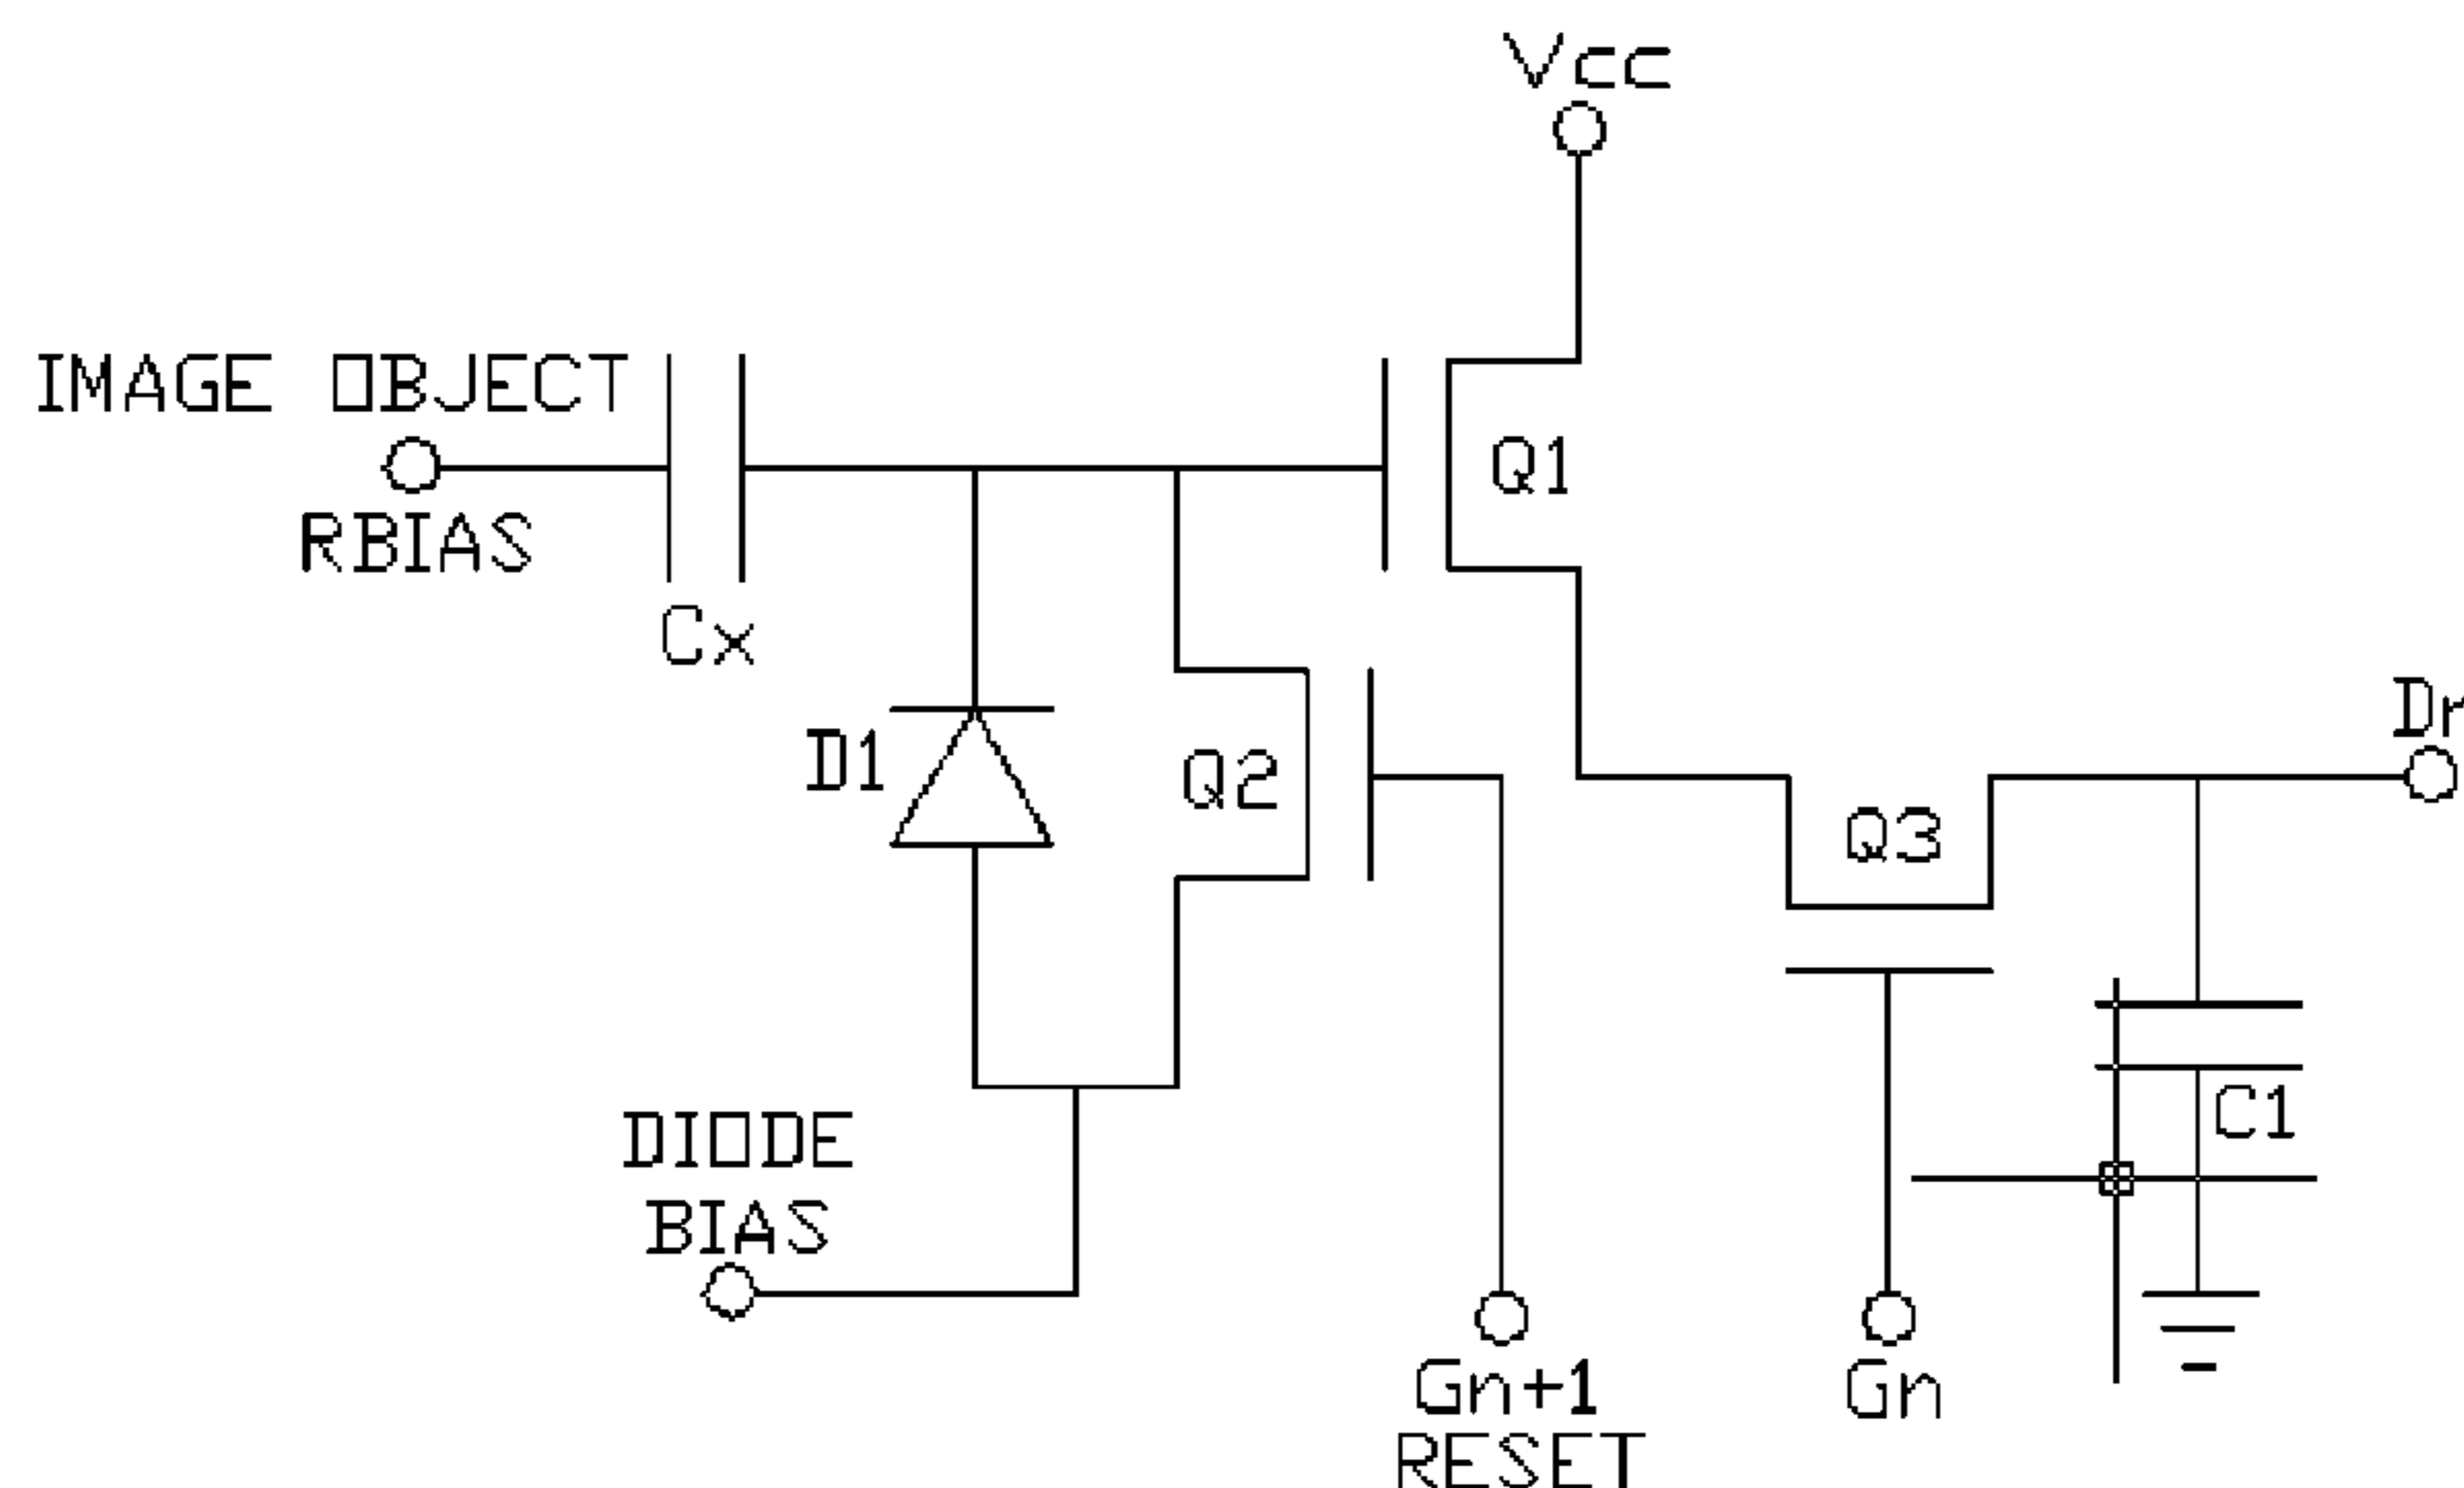 Vcc
IMAGE OBJECT
Q1
RBIAS
Cx
D1
Q2
Q3
C1
DIODE
BIAS
Gn+1
RESET
Gn